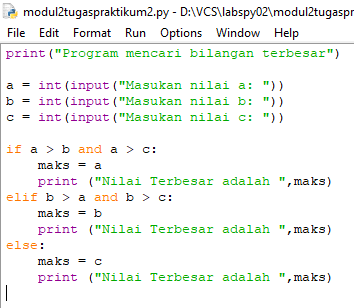 modul2tugaspraktikum2.py - D:\VCS\labspy02\modul2tugaspr
File Edit Format Run Options Window Help
print("Program mencari bilangan terbesar")
a = int(input("Masukan nilai a: "))
b = int(input("Masukan nilai b: "))
c = int(input("Masukan nilai c: "))
if a > b and a > c:
    maks = a
    print ("Nilai Terbesar adalah ",maks)
elif b > a and b > c:
    maks = b
    print ("Nilai Terbesar adalah ",maks)
else:
    maks = c
    print ("Nilai Terbesar adalah ",maks)